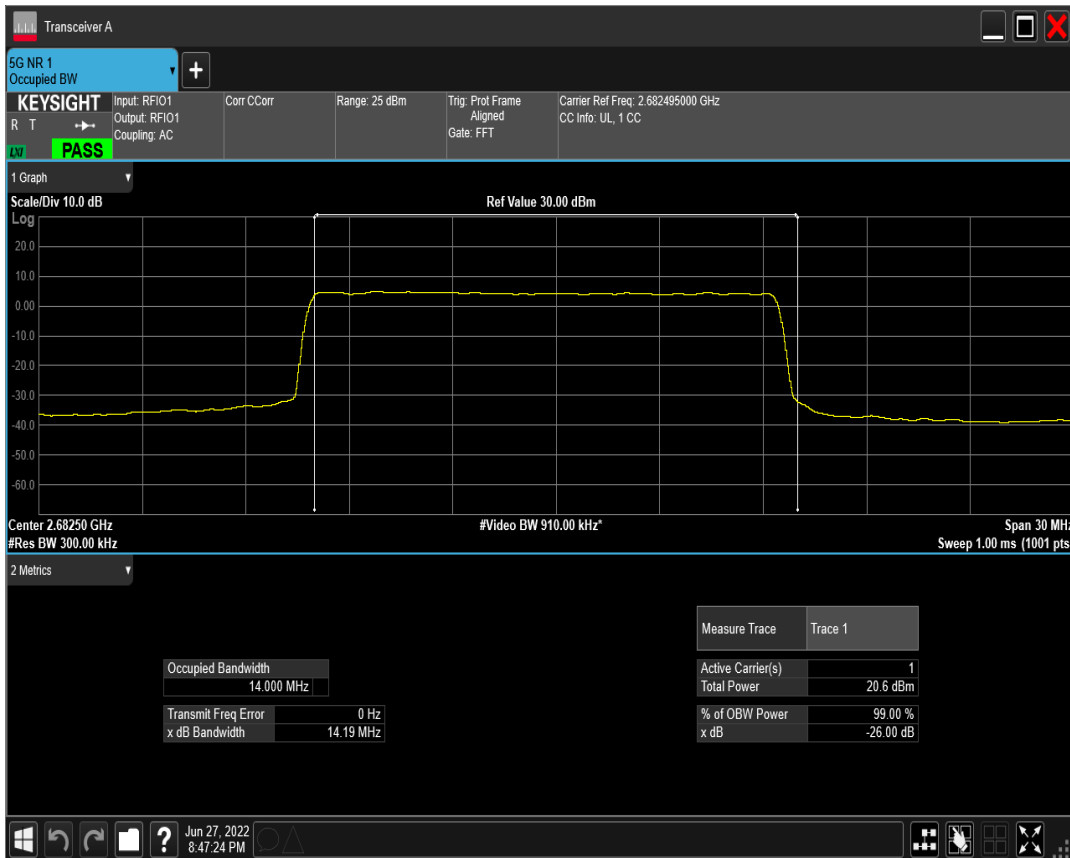 Transceiver A
5G NR 1
Occupied BW
+
KEYSIGHT
R T
LXI
PASS
Input: RFIO1
Output: RFIO1
Coupling: AC
Corr CCorr
Range: 25 dBm
Trig: Prot Frame
Aligned
Gate: FFT
Carrier Ref Freq: 2.682495000 GHz
CC Info: UL, 1 CC
1 Graph
Scale/Div 10.0 dB
Ref Value 30.00 dBm
Log
20.0
10.0
0.00
-10.0
-20.0
-30.0
-40.0
-50.0
-60.0
Center 2.68250 GHz
#Video BW 910.00 kHz*
Span 30 MHz
#Res BW 300.00 kHz
Sweep 1.00 ms (1001 pts
2 Metrics
Measure Trace Trace 1
Occupied Bandwidth
14.000 MHz
Active Carrier(s) 1
Total Power 20.6 dBm
Transmit Freq Error 0 Hz
x dB Bandwidth 14.19 MHz
% of OBW Power 99.00 %
x dB -26.00 dB
?
Jun 27, 2022
8:47:24 PM